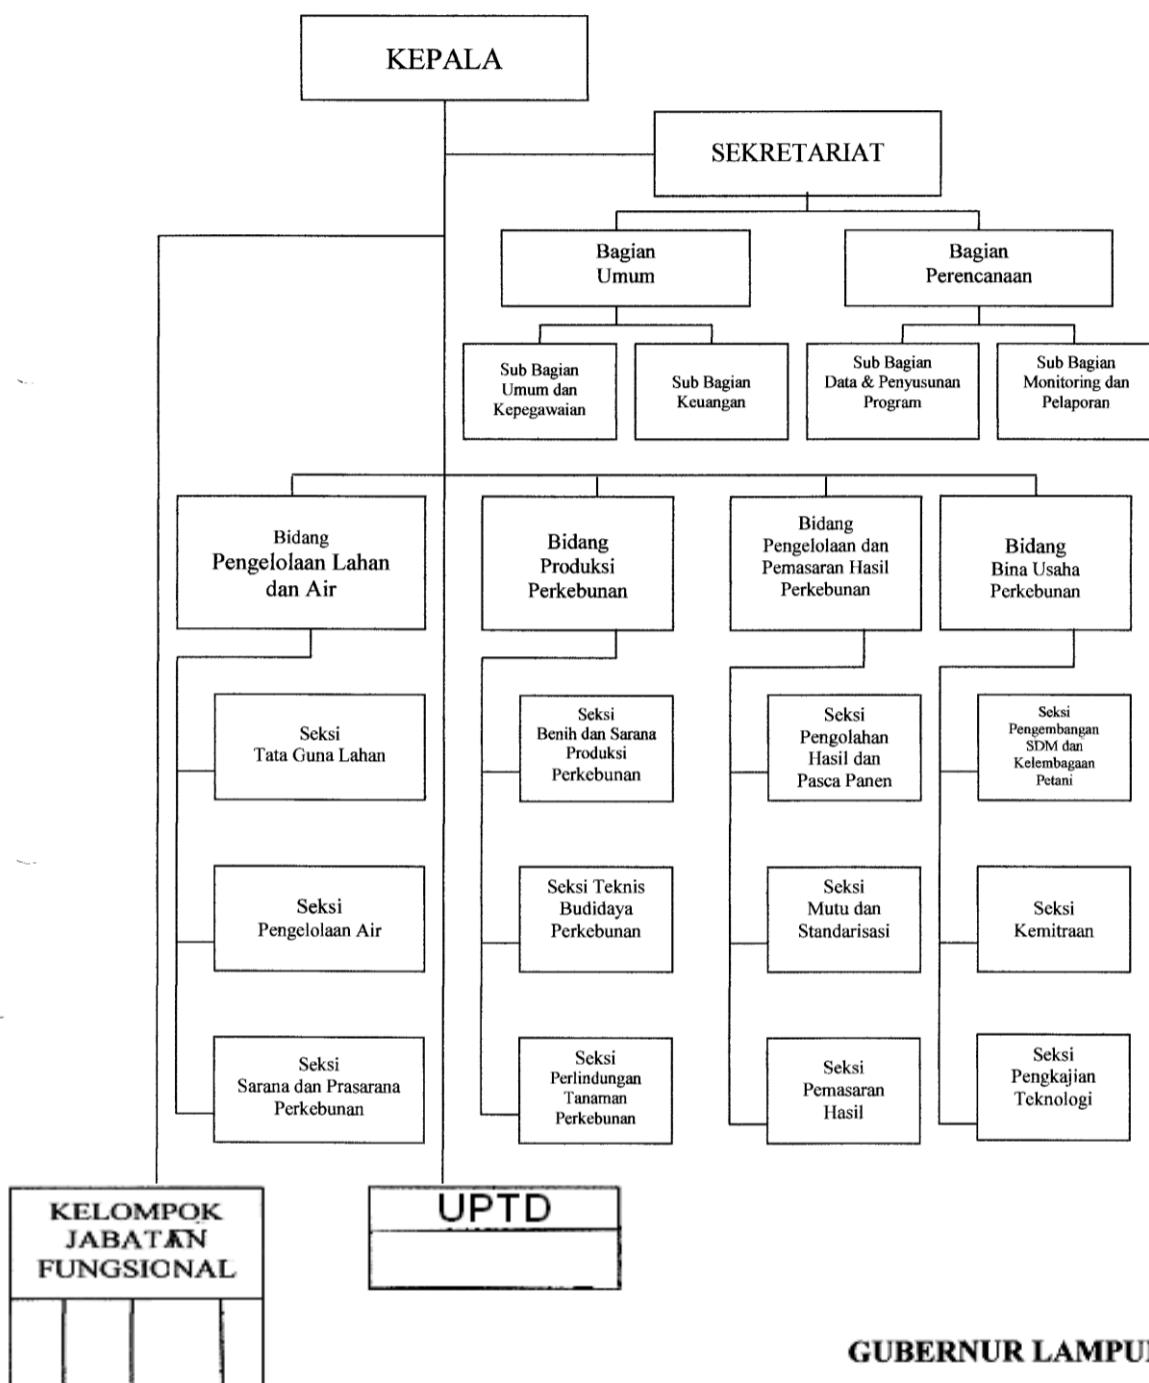 KEPALA
SEKRETARIAT
Bagian
Umum
Bagian
Perencanaan
Sub Bagian
Umum dan
Kepegawaian
Sub Bagian
Keuangan
Sub Bagian
Data & Penyusunan
Program
Sub Bagian
Monitoring dan
Pelaporan
Bidang
Pengelolaan Lahan
dan Air
Bidang
Produksi
Perkebunan
Bidang
Pengelolaan dan
Pemasaran Hasil
Perkebunan
Bidang
Bina Usaha
Perkebunan
Seksi
Tata Guna Lahan
Seksi
Benih dan Sarana
Produksi
Perkebunan
Seksi
Pengolahan
Hasil dan
Pasca Panen
Seksi
Pengembangan
SDM dan
Kelembagaan
Petani
Seksi
Pengelolaan Air
Seksi Teknis
Budidaya
Perkebunan
Seksi
Mutu dan
Standarisasi
Seksi
Kemitraan
Seksi
Sarana dan Prasarana
Perkebunan
Seksi
Perlindungan
Tanaman
Perkebunan
Seksi
Pemasaran
Hasil
Seksi
Pengkajian
Teknologi
KELOMPOK
JABATAN
FUNGSIONAL
UPTD
GUBERNUR LAMPU